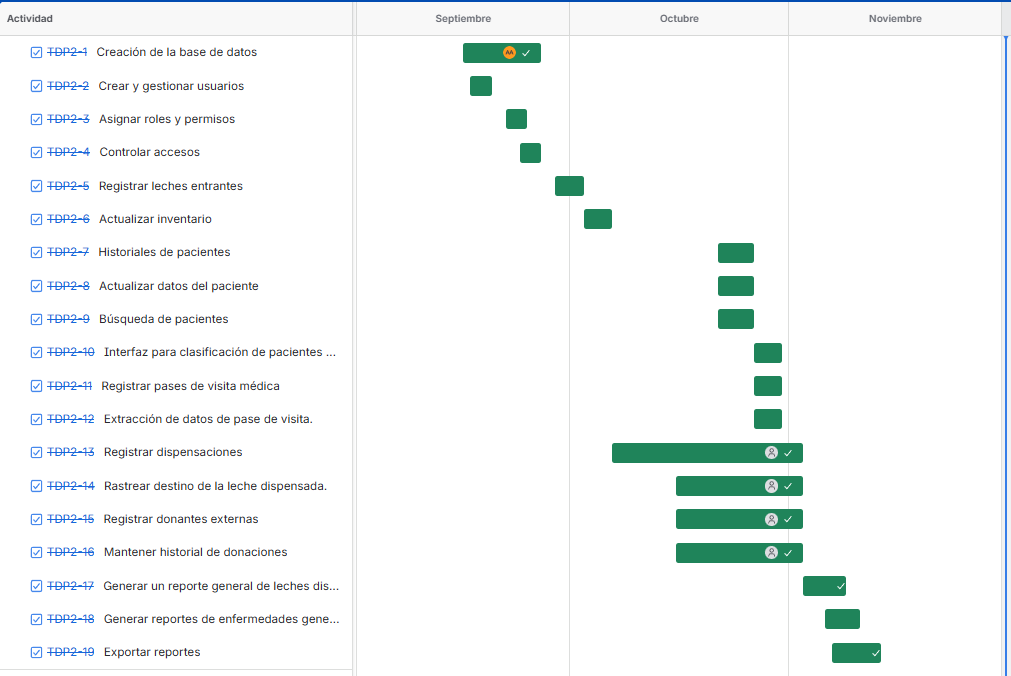 Actividad Septiembre Octubre Noviembre
TDP2-1 Creación de la base de datos AA
TDP2-2 Crear y gestionar usuarios
TDP2-3 Asignar roles y permisos
TDP2-4 Controlar accesos
TDP2-5 Registrar leches entrantes
TDP2-6 Actualizar inventario
TDP2-7 Historiales de pacientes
TDP2-8 Actualizar datos del paciente
TDP2-9 Búsqueda de pacientes
TDP2-10 Interfaz para clasificación de pacientes ...
TDP2-11 Registrar pases de visita médica
TDP2-12 Extracción de datos de pase de visita.
TDP2-13 Registrar dispensaciones
TDP2-14 Rastrear destino de la leche dispensada.
TDP2-15 Registrar donantes externas
TDP2-16 Mantener historial de donaciones
TDP2-17 Generar un reporte general de leches dis...
TDP2-18 Generar reportes de enfermedades gene...
TDP2-19 Exportar reportes